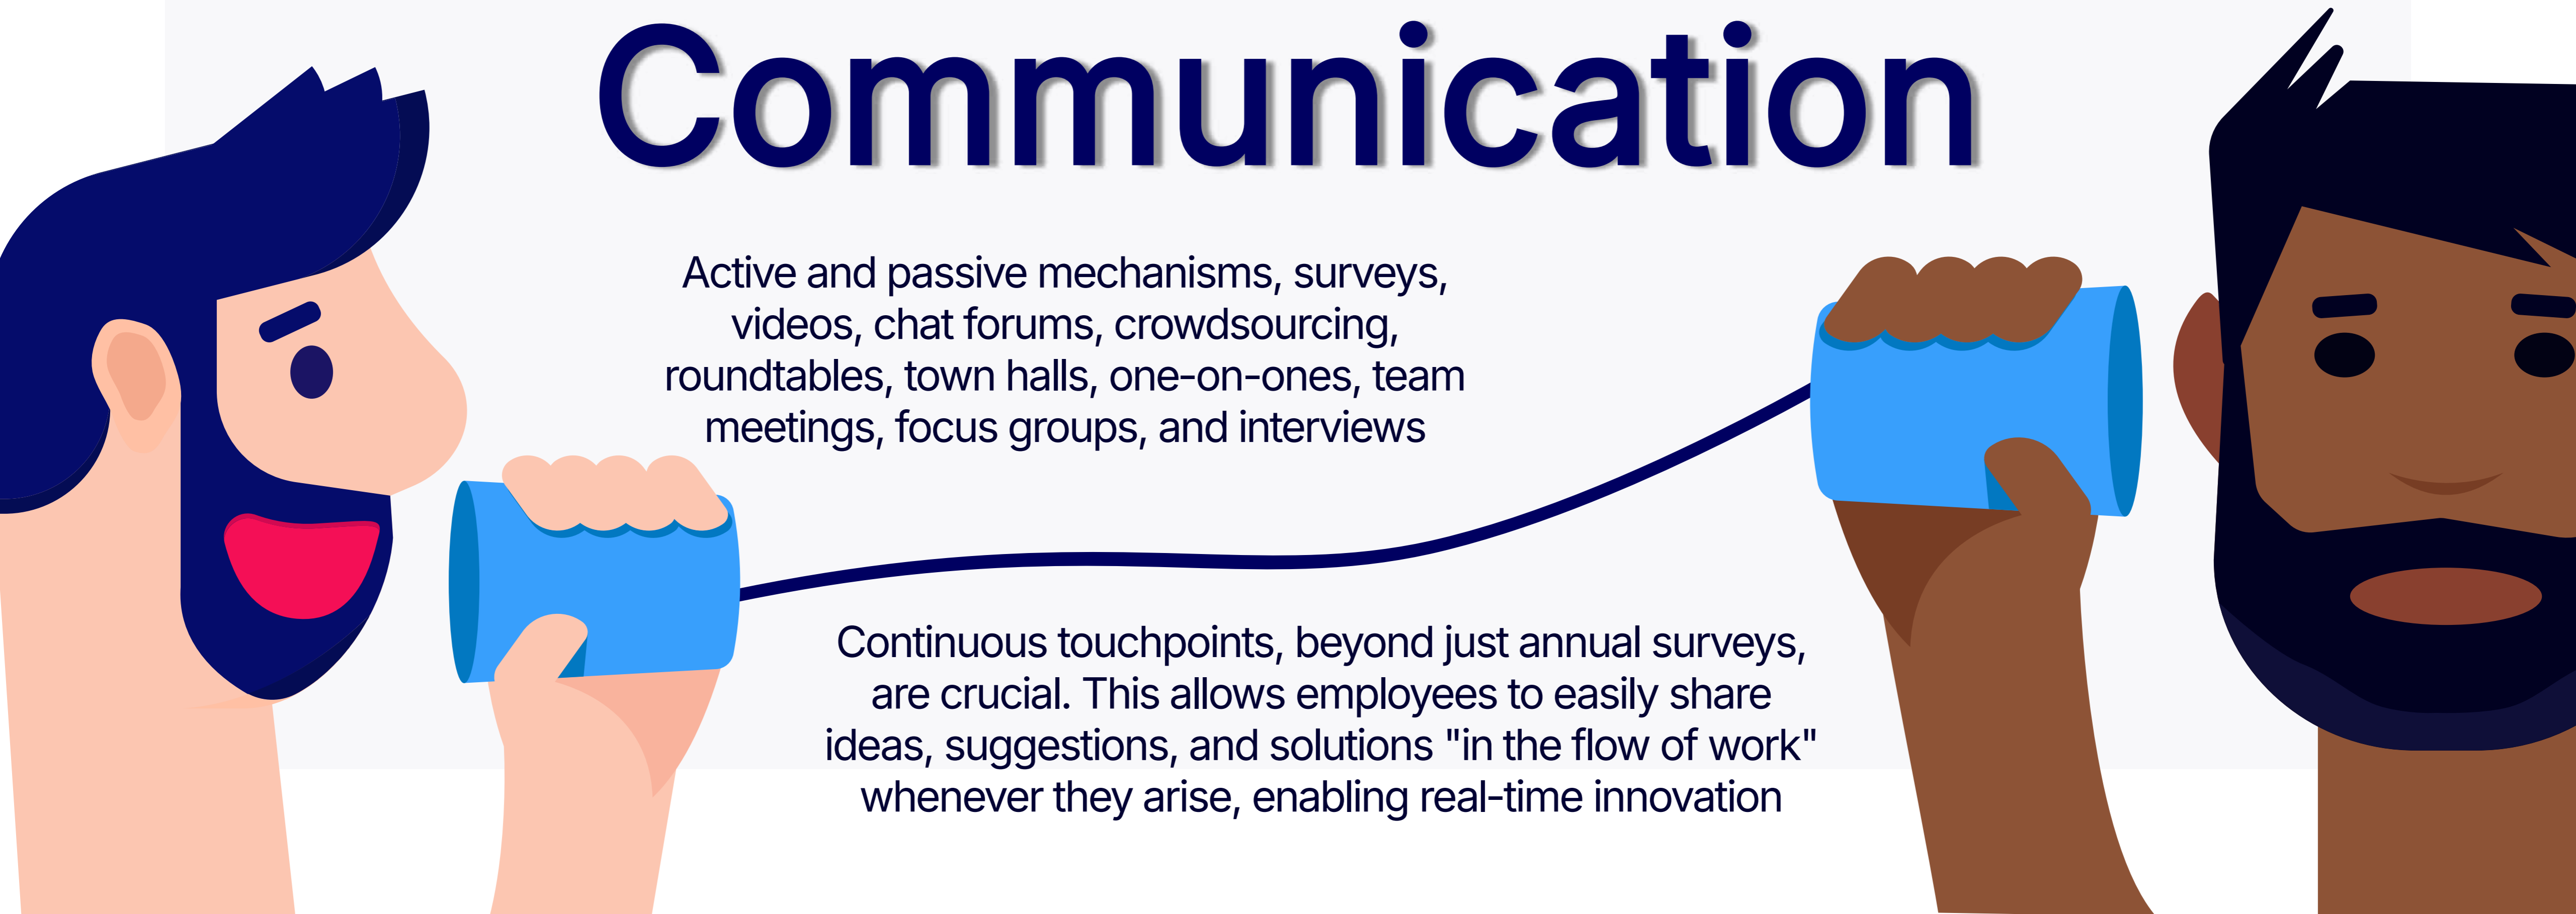 Communication
Active and passive mechanisms, surveys,
videos, chat forums, crowdsourcing,
roundtables, town halls, one-on-ones, team
meetings, focus groups, and interviews
Continuous touchpoints, beyond just annual surveys,
are crucial. This allows employees to easily share
ideas, suggestions, and solutions "in the flow of work"
whenever they arise, enabling real-time innovation